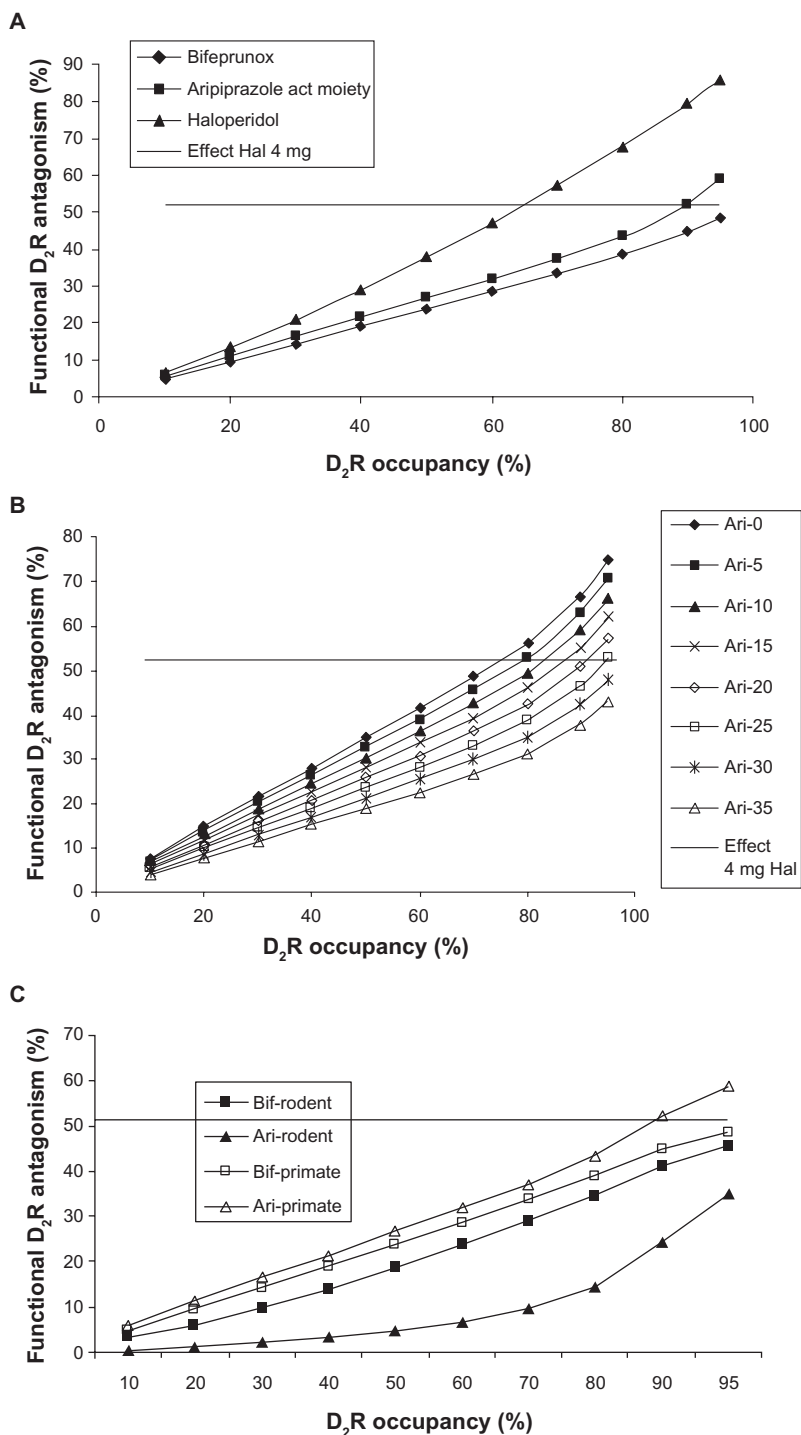 A
Functional D₂R antagonism (%)
90
80
70
60
50
40
30
20
10
0
Bifeprunox
Aripiprazole act moiety
Haloperidol
Effect Hal 4 mg
0 20 40 60 80 100
D₂R occupancy (%)
B
Functional D₂R antagonism (%)
80
70
60
50
40
30
20
10
0
0 20 40 60 80 100
D₂R occupancy (%)
Ari-0
Ari-5
Ari-10
Ari-15
Ari-20
Ari-25
Ari-30
Ari-35
Effect
4 mg Hal
C
Functional D₂R antagonism (%)
70
60
50
40
30
20
10
0
Bif-rodent
Ari-rodent
Bif-primate
Ari-primate
10 20 30 40 50 60 70 80 90 95
D₂R occupancy (%)